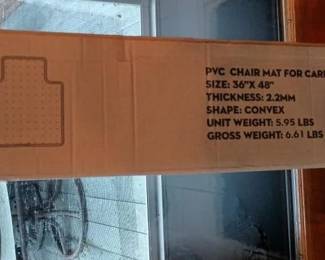 PVC CHAIR MAT FOR CAR
SIZE: 36"X 48"
THICKNESS: 2.2MM
SHAPE: CONVEX
UNIT WEIGHT: 5.95 LBS
GROSS WEIGHT: 6.61 LBS